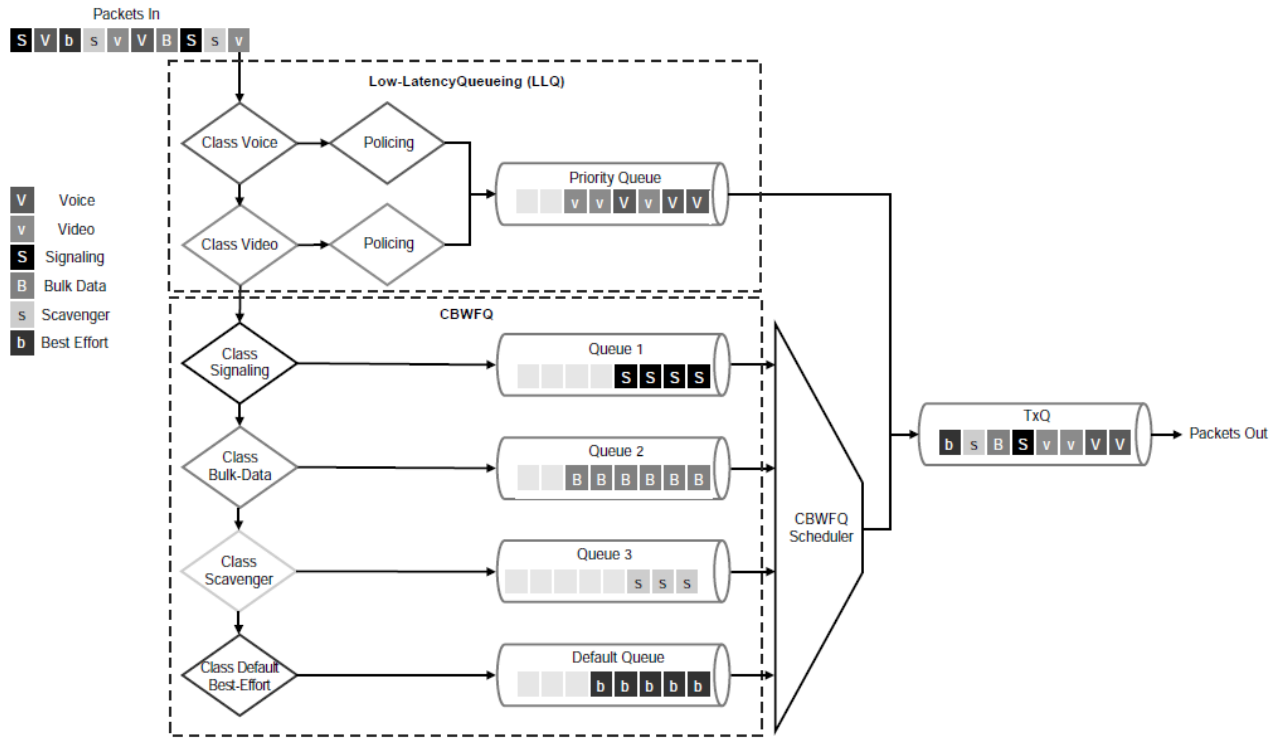 Packets In
S V b s v V B S s v
Low-LatencyQueueing (LLQ)
Class Voice
Policing
Priority Queue
v v V v V V
V Voice
v Video
S Signaling
B Bulk Data
s Scavenger
b Best Effort
Class Video
Policing
CBWFQ
Class
Signaling
Queue 1
S S S S
Class
Bulk-Data
Queue 2
B B B B B B
Class
Scavenger
Queue 3
s s s
Class Default
Best-Effort
Default Queue
b b b b b
CBWFQ
Scheduler
TxQ
b s B S v v V V
Packets Out